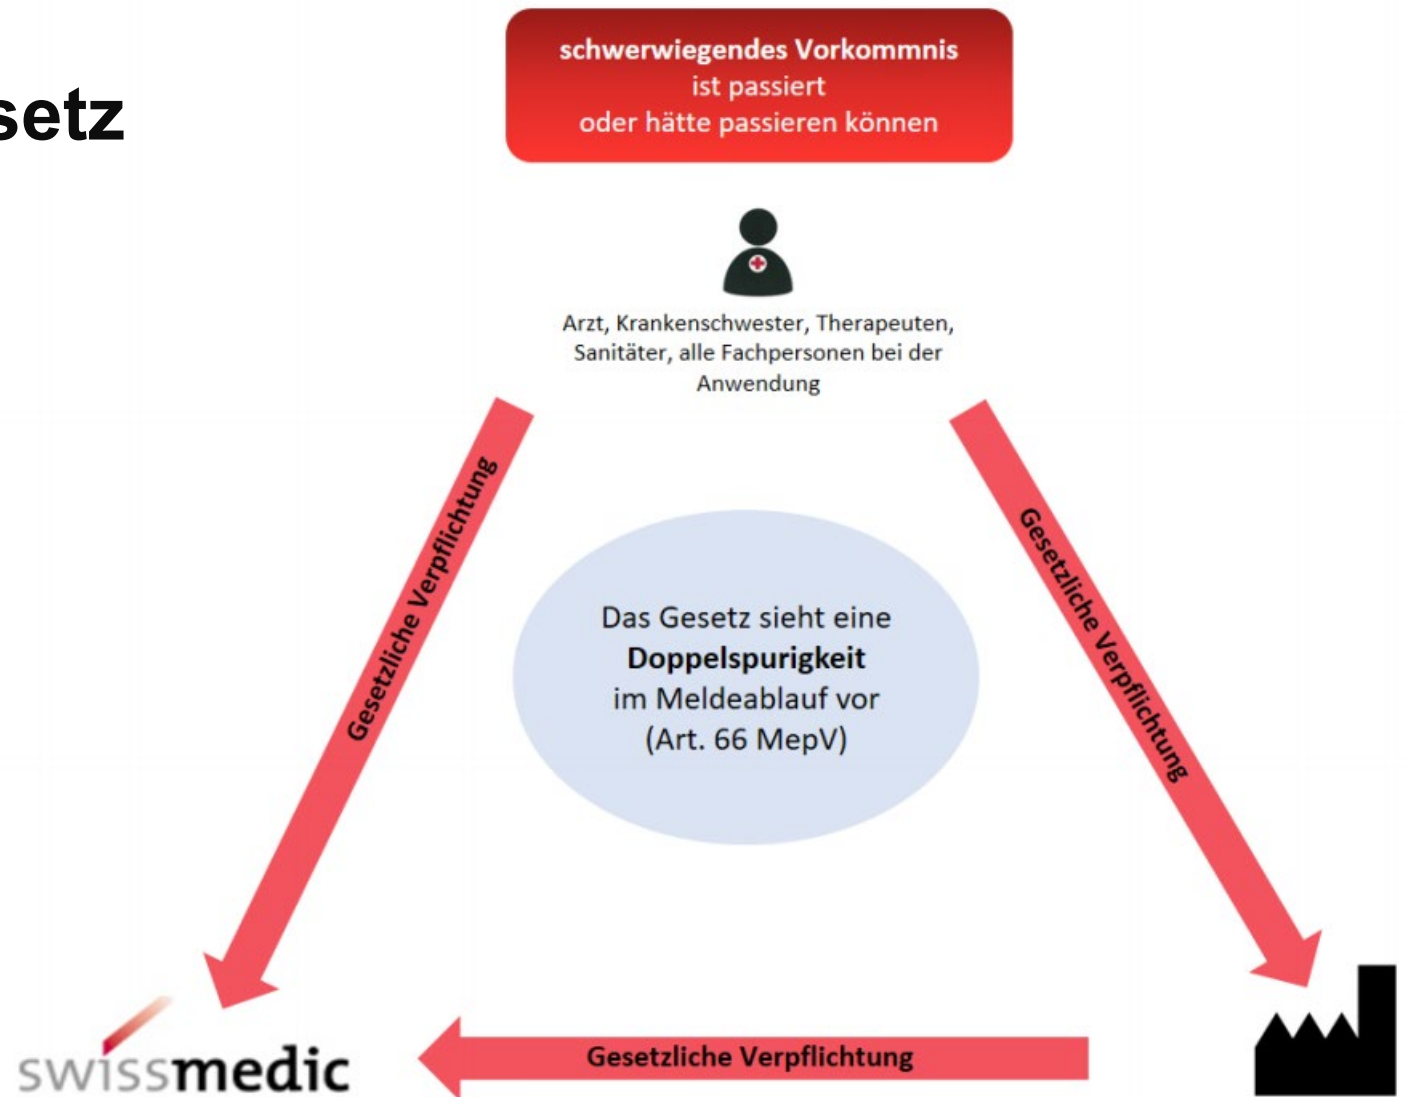 setz
schwerwiegendes Vorkommnis
ist passiert
oder hätte passieren können
Arzt, Krankenschwester, Therapeuten,
Sanitäter, alle Fachpersonen bei der
Anwendung
Gesetzliche Verpflichtung
Gesetzliche Verpflichtung
Das Gesetz sieht eine
Doppelspurigkeit
im Meldeablauf vor
(Art. 66 MepV)
swissmedic
Gesetzliche Verpflichtung